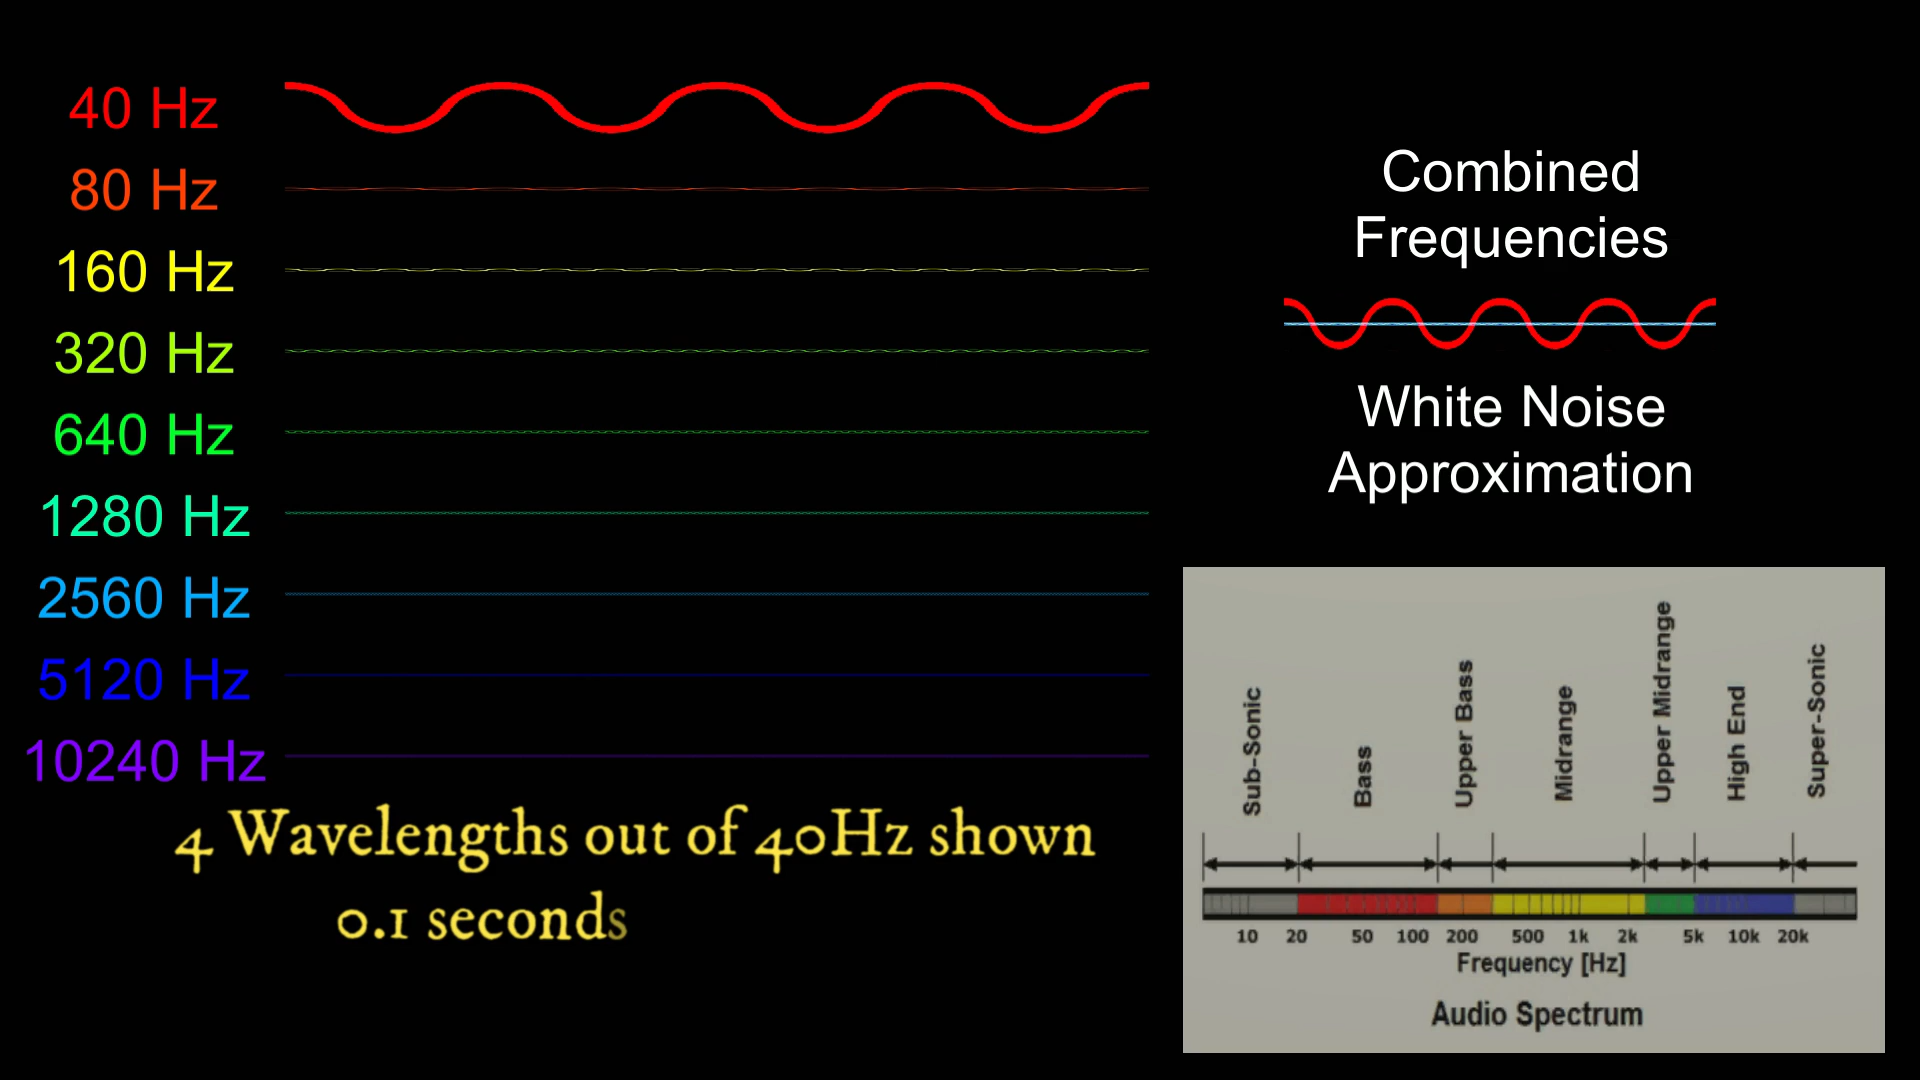 40 Hz
80 Hz
160 Hz
320 Hz
640 Hz
1280 Hz
2560 Hz
5120 Hz
10240 Hz
4 Wavelengths out of 40Hz shown
0.1 seconds
Combined
Frequencies
White Noise
Approximation
Sub-Sonic
Bass
Upper Bass
Midrange
Upper Midrange
High End
Super-Sonic
10 20 50 100 200 500 1k 2k 5k 10k 20k
Frequency [Hz]
Audio Spectrum